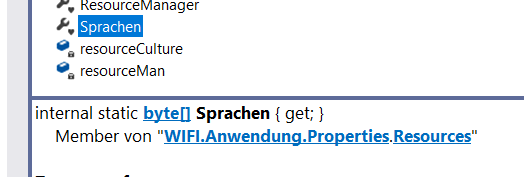 ResourceManager
Sprachen
resourceCulture
resourceMan
internal static byte[] Sprachen { get; }
Member von "WIFI.Anwendung.Properties.Resources"